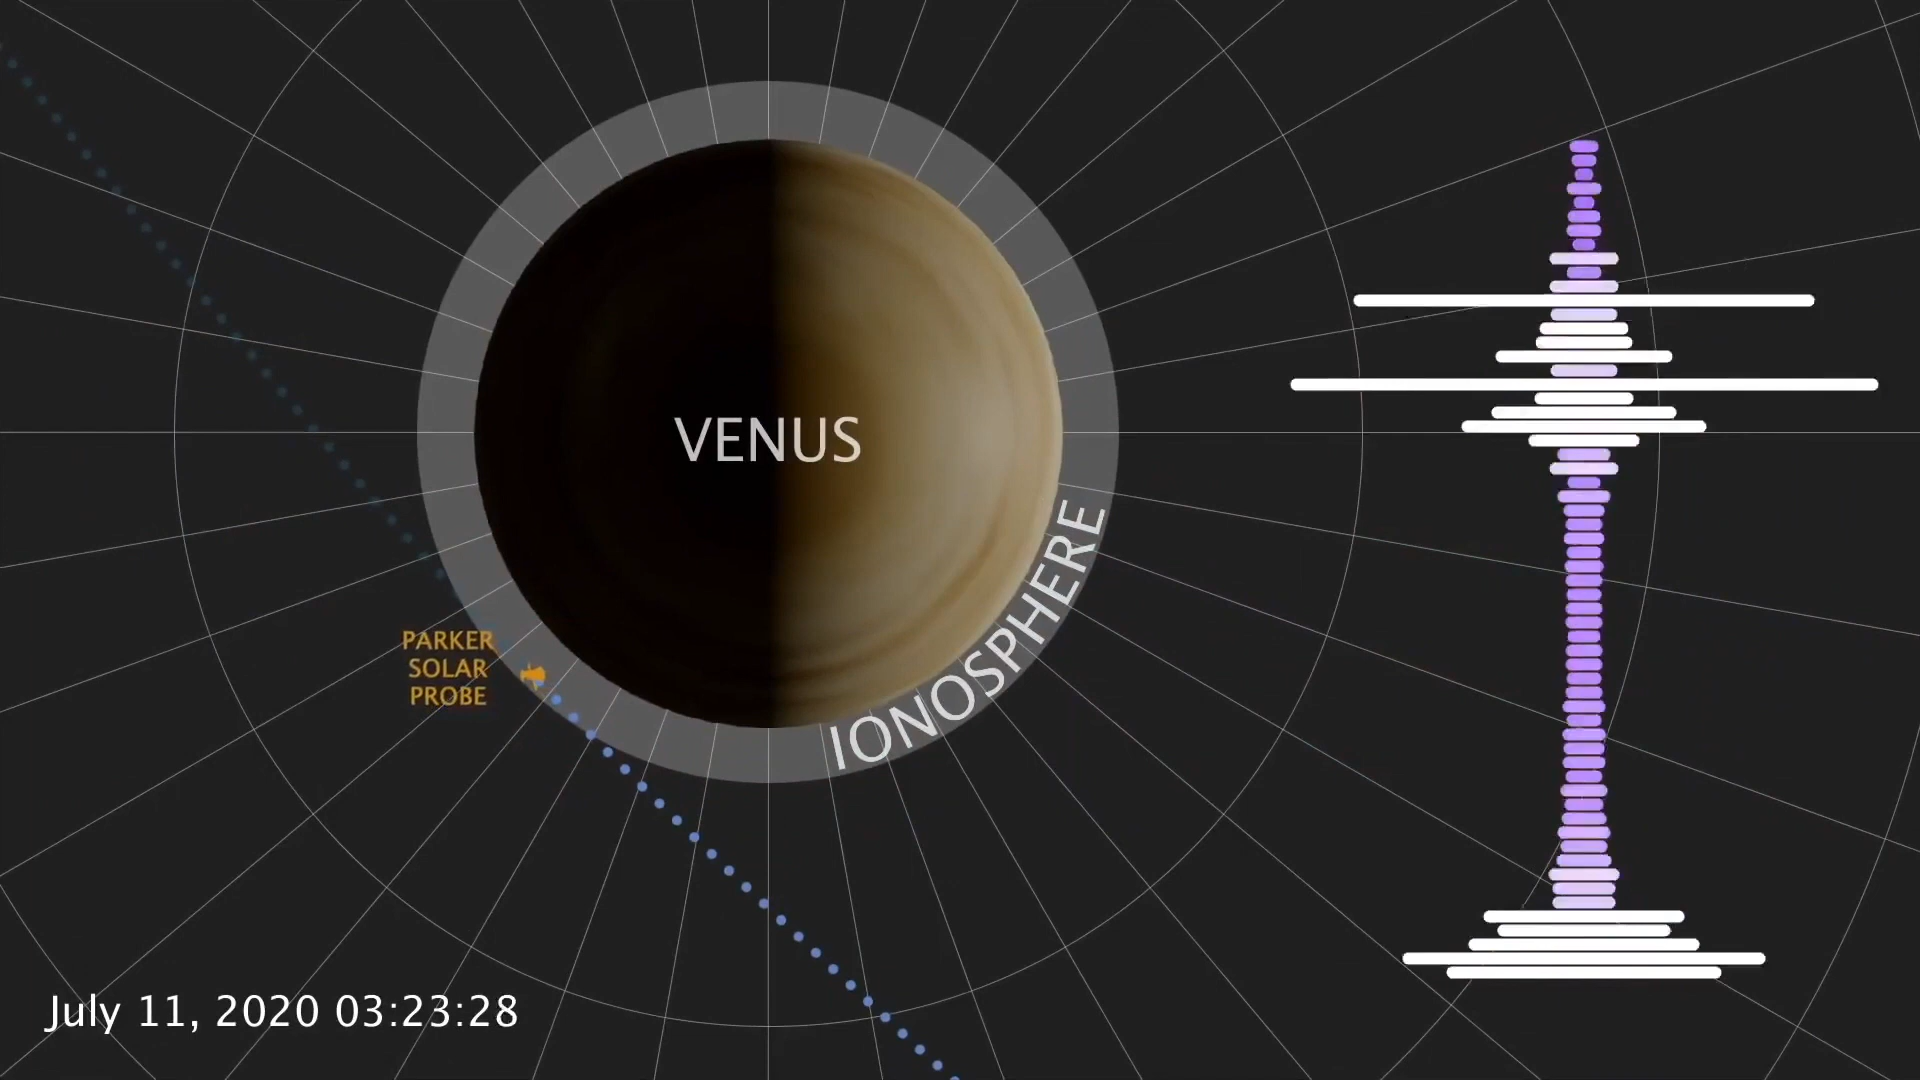 VENUS
IONOSPHERE
PARKER
SOLAR
PROBE
July 11, 2020 03:23:28